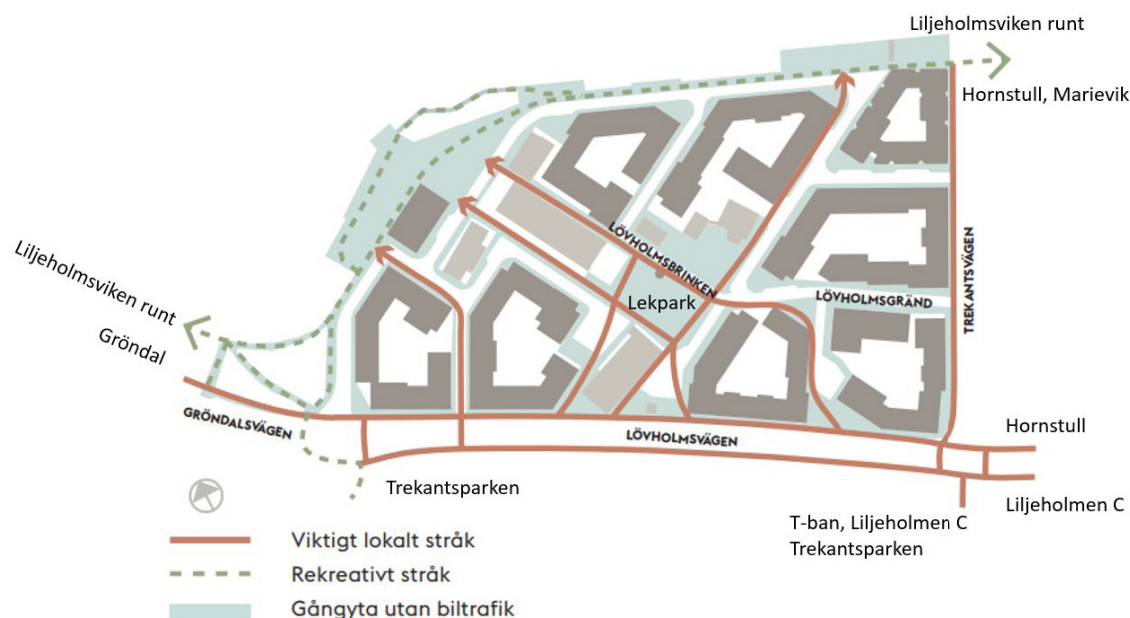 Liljeholmsviken runt
Hornstull, Marievik
Liljeholmsviken runt
Gröndal
LÖVHOLMSBRINKEN
Lekpark
LÖVHOLMSGRÄND
TREKANTSVÄGEN
GRÖNDALSVÄGEN
LÖVHOLMSVÄGEN
Hornstull
Trekantsparken
Liljeholmen C
T-ban, Liljeholmen C
Trekantsparken
Viktigt lokalt stråk
Rekreativt stråk
Gångyta utan biltrafik